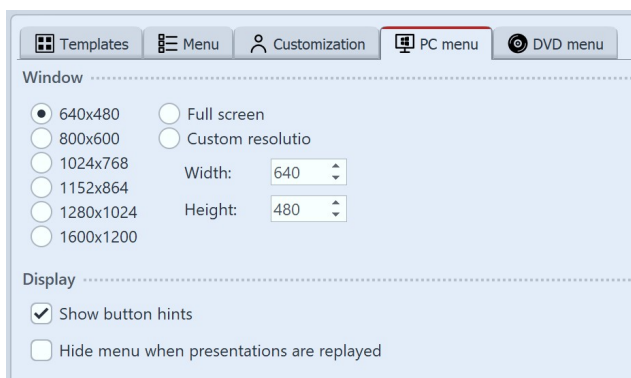 Templates Menu Customization PC menu DVD menu
Window
640x480 Full screen
800x600 Custom resolutio
1024x768 Width: 640
1152x864
1280x1024 Height: 480
1600x1200
Display
Show button hints
Hide menu when presentations are replayed